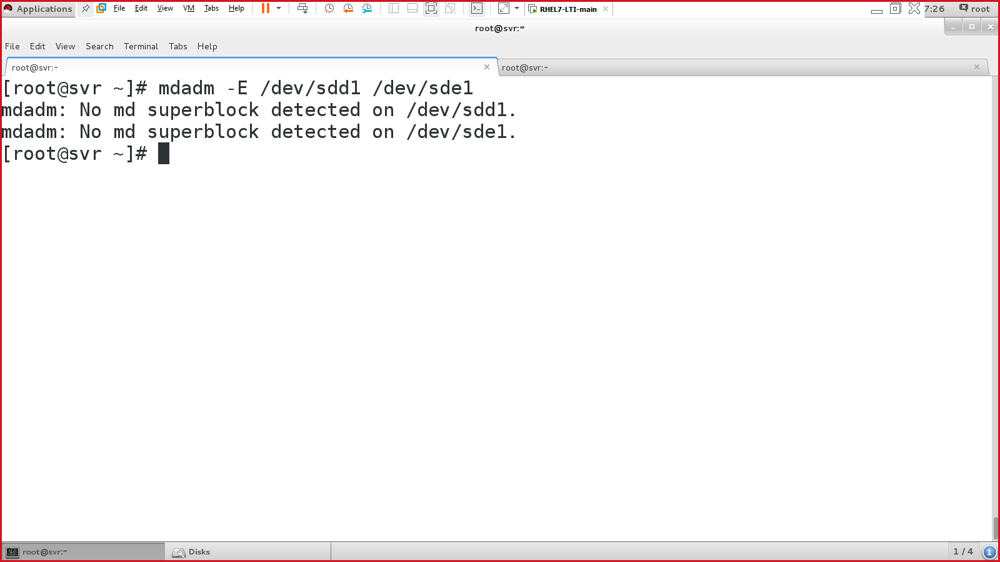 Applications File Edit View VM Tabs Help RHEL7-LTI-main 7:26 root
root@svr:~
File Edit View Search Terminal Tabs Help
root@svr:~ root@svr:~
[root@svr ~]# mdadm -E /dev/sdd1 /dev/sde1
mdadm: No md superblock detected on /dev/sdd1.
mdadm: No md superblock detected on /dev/sde1.
[root@svr ~]#
root@svr:~ Disks 1 / 4 1